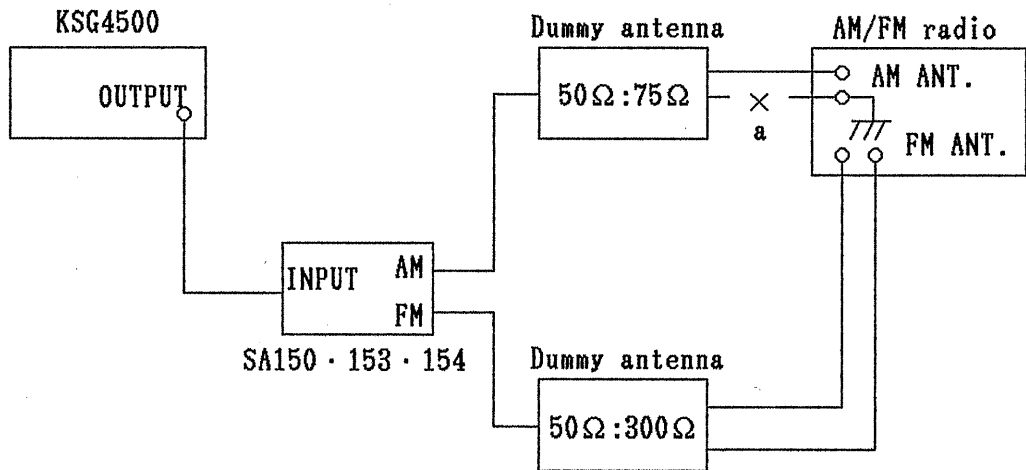 KSG4500
OUTPUT
Dummy antenna
50Ω:75Ω
a
AM/FM radio
AM ANT.
FM ANT.
INPUT
AM
FM
SA150・153・154
Dummy antenna
50Ω:300Ω